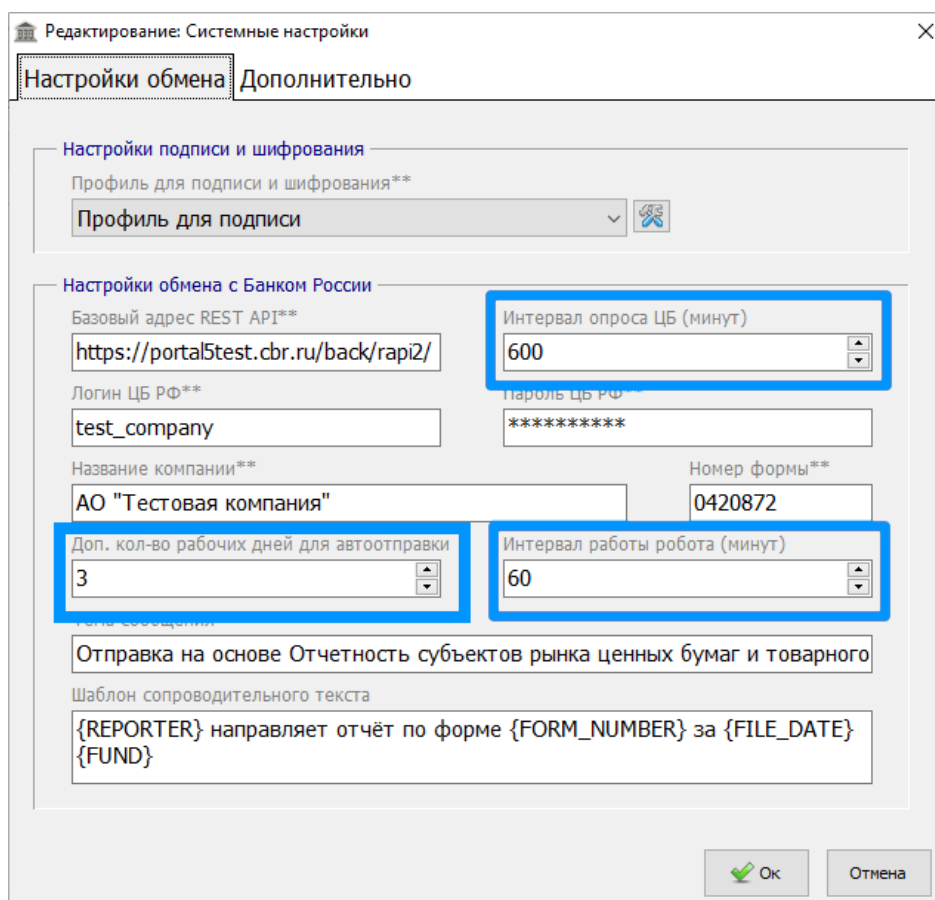 Редактирование: Системные настройки
Настройки обмена Дополнительно
Настройки подписи и шифрования
Профиль для подписи и шифрования**
Профиль для подписи
Настройки обмена с Банком России
Базовый адрес REST API** Интервал опроса ЦБ (минут)
https://portal5test.cbr.ru/back/rapi2/ 600
Логин ЦБ РФ** Пароль ЦБ РФ**
test_company **********
Название компании** Номер формы**
АО "Тестовая компания" 0420872
Доп. кол-во рабочих дней для автоотправки Интервал работы робота (минут)
3 60
Тема сообщения
Отправка на основе Отчетность субъектов рынка ценных бумаг и товарного
Шаблон сопроводительного текста
{REPORTER} направляет отчёт по форме {FORM_NUMBER} за {FILE_DATE}
{FUND}
Ок Отмена